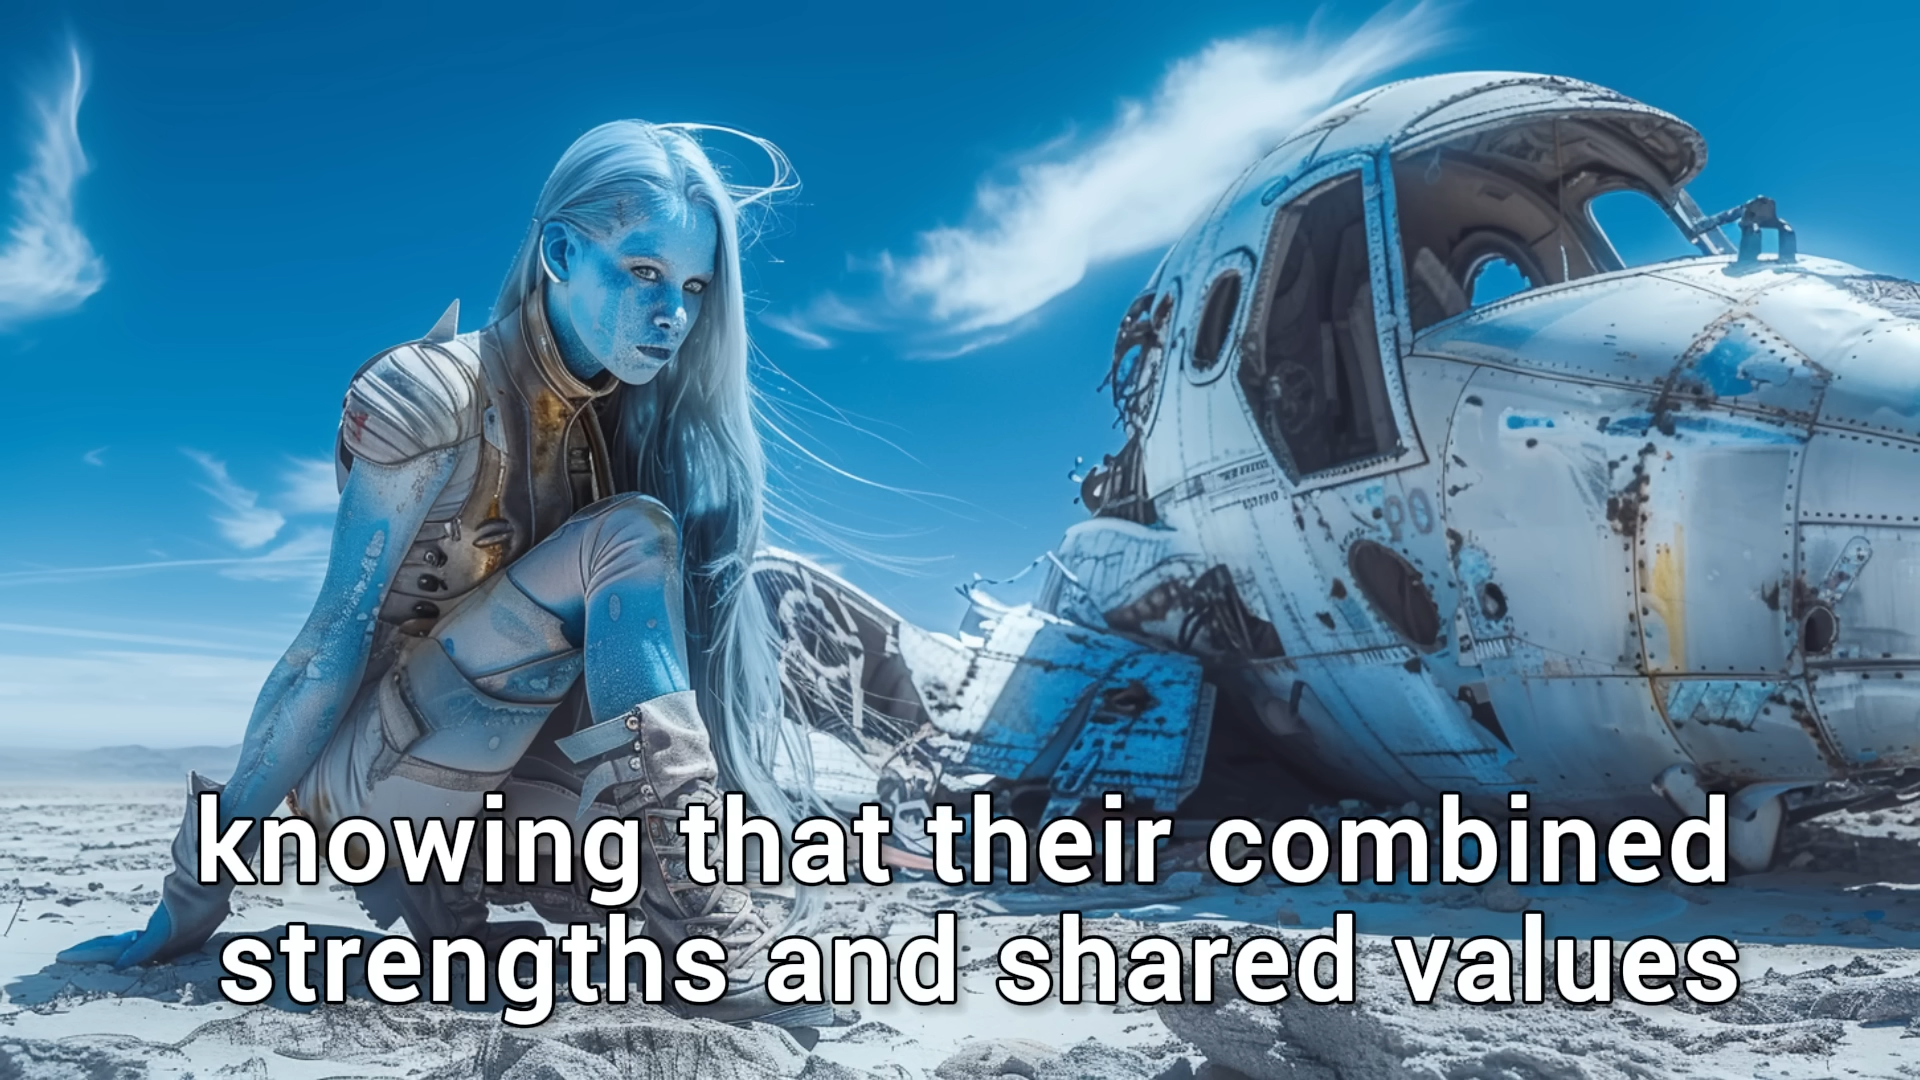 knowing that their combined
strengths and shared values